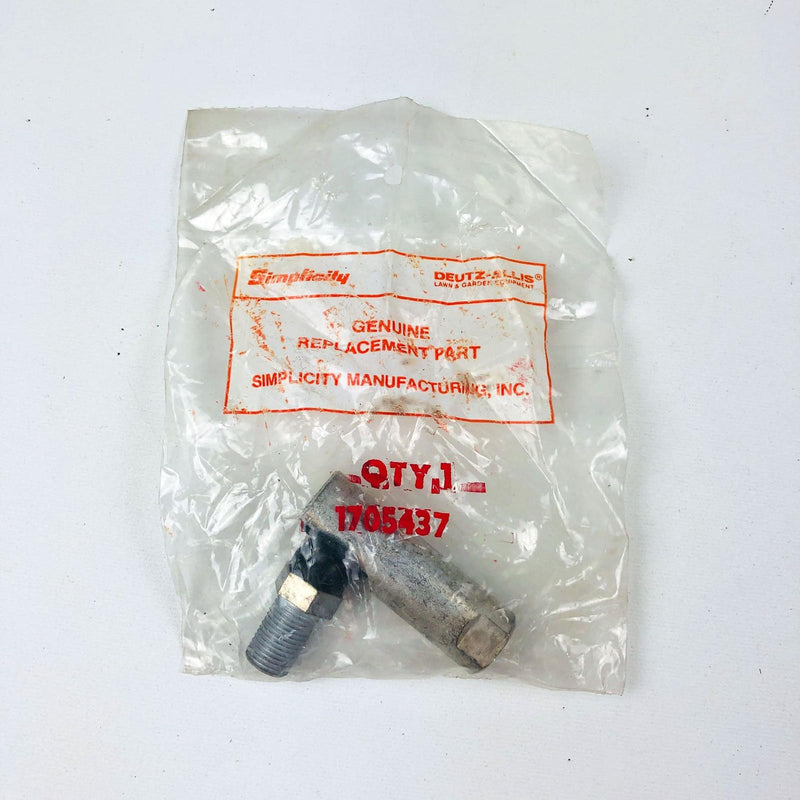 Simplicity
DEUTZ-ALLIS®
LAWN & GARDEN EQUIPMENT
GENUINE
REPLACEMENT PART
SIMPLICITY MANUFACTURING, INC.
QTY 1
1705437